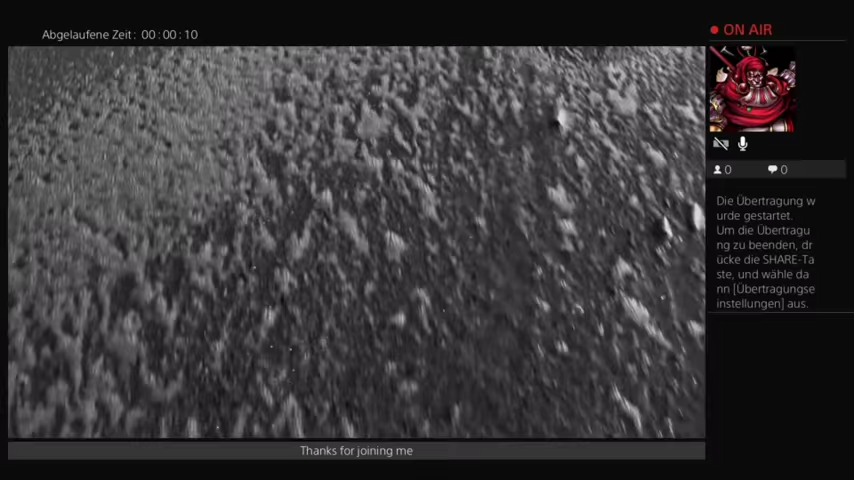 Abgelaufene Zeit: 00:00:10
ON AIR
0 0
Die Übertragung w
urde gestartet.
Um die Übertragu
ng zu beenden, dr
ücke die SHARE-Ta
ste, und wähle da
nn [Übertragungse
instellungen] aus.
Thanks for joining me